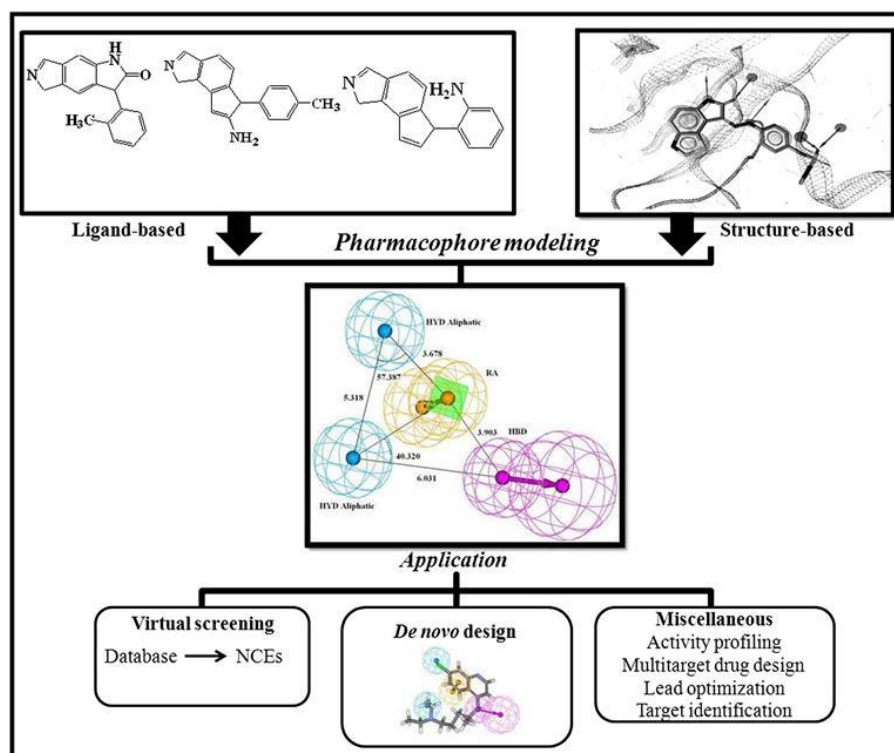 H
N
N
O
H₃C
N
CH₃
NH₂
N
H₂N
Ligand-based
Structure-based
Pharmacophore modeling
HYD Aliphatic
3.678
57.387
RA
5.318
3.903
HBD
40.320
6.031
HYD Aliphatic
Application
Virtual screening
Database → NCEs
De novo design
Miscellaneous
Activity profiling
Multitarget drug design
Lead optimization
Target identification